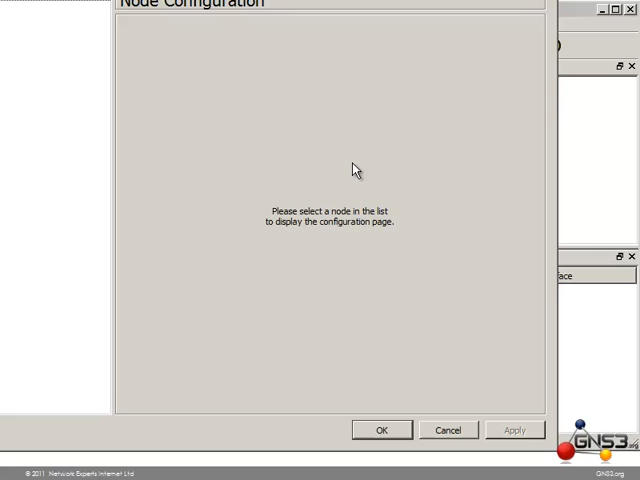 Node Configuration
face
Please select a node in the list
to display the configuration page.
OK
Cancel
Apply
GNS3.org
© 2011 Network Experts Internet Ltd
GNS3.org